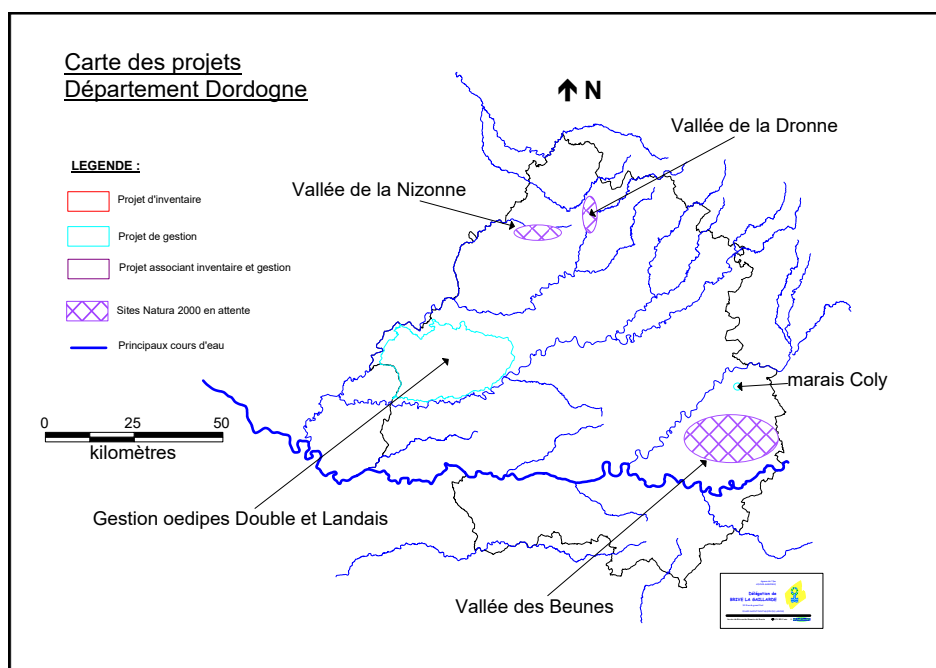 Carte des projets
Département Dordogne
N
Vallée de la Dronne
LEGENDE :
Vallée de la Nizonne
Projet d'inventaire
Projet de gestion
Projet associant inventaire et gestion
Sites Natura 2000 en attente
Principaux cours d'eau
marais Coly
0 25 50
kilomètres
Gestion oedipes Double et Landais
Vallée des Beunes
Délégation de
BRIVE LA GAILLARDE